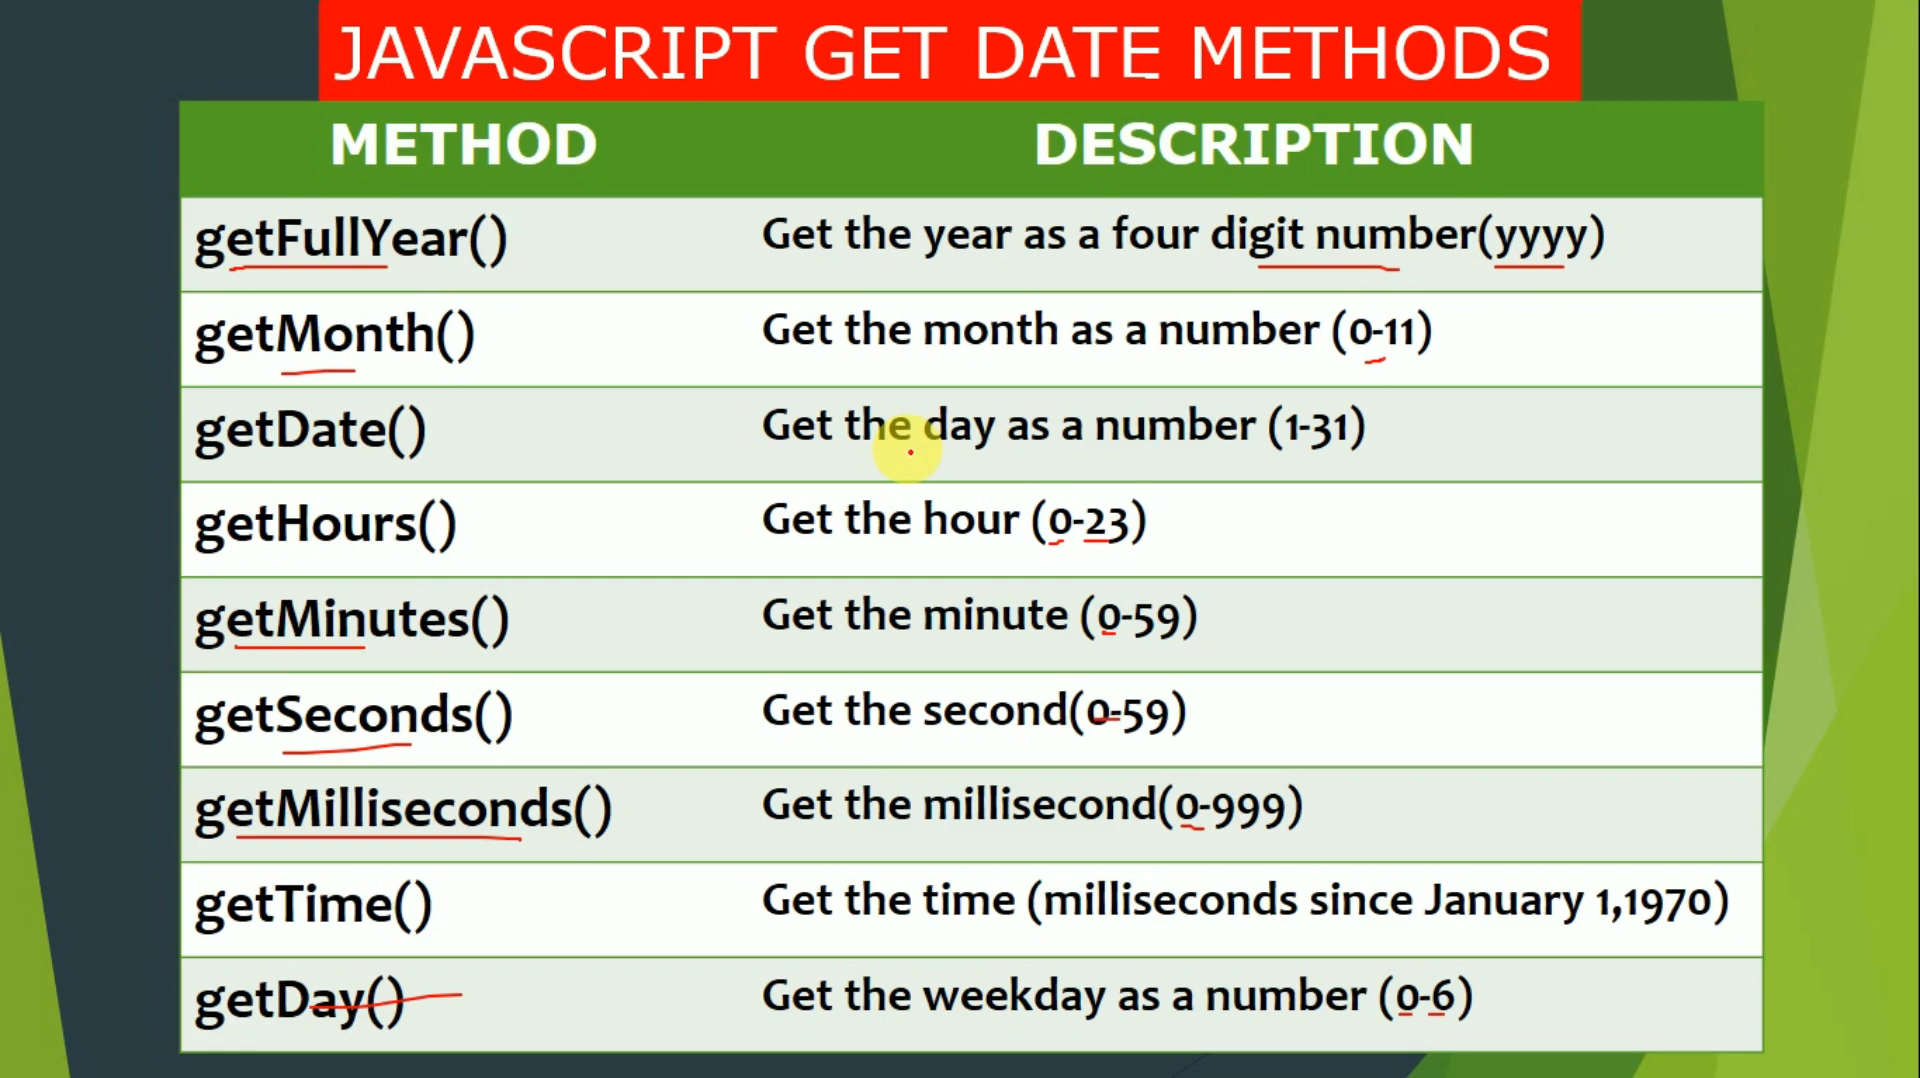 JAVASCRIPT GET DATE METHODS
METHOD DESCRIPTION
getFullYear() Get the year as a four digit number(yyyy)
getMonth() Get the month as a number (0-11)
getDate() Get the day as a number (1-31)
getHours() Get the hour (0-23)
getMinutes() Get the minute (0-59)
getSeconds() Get the second(0-59)
getMilliseconds() Get the millisecond(0-999)
getTime() Get the time (milliseconds since January 1,1970)
getDay() Get the weekday as a number (0-6)